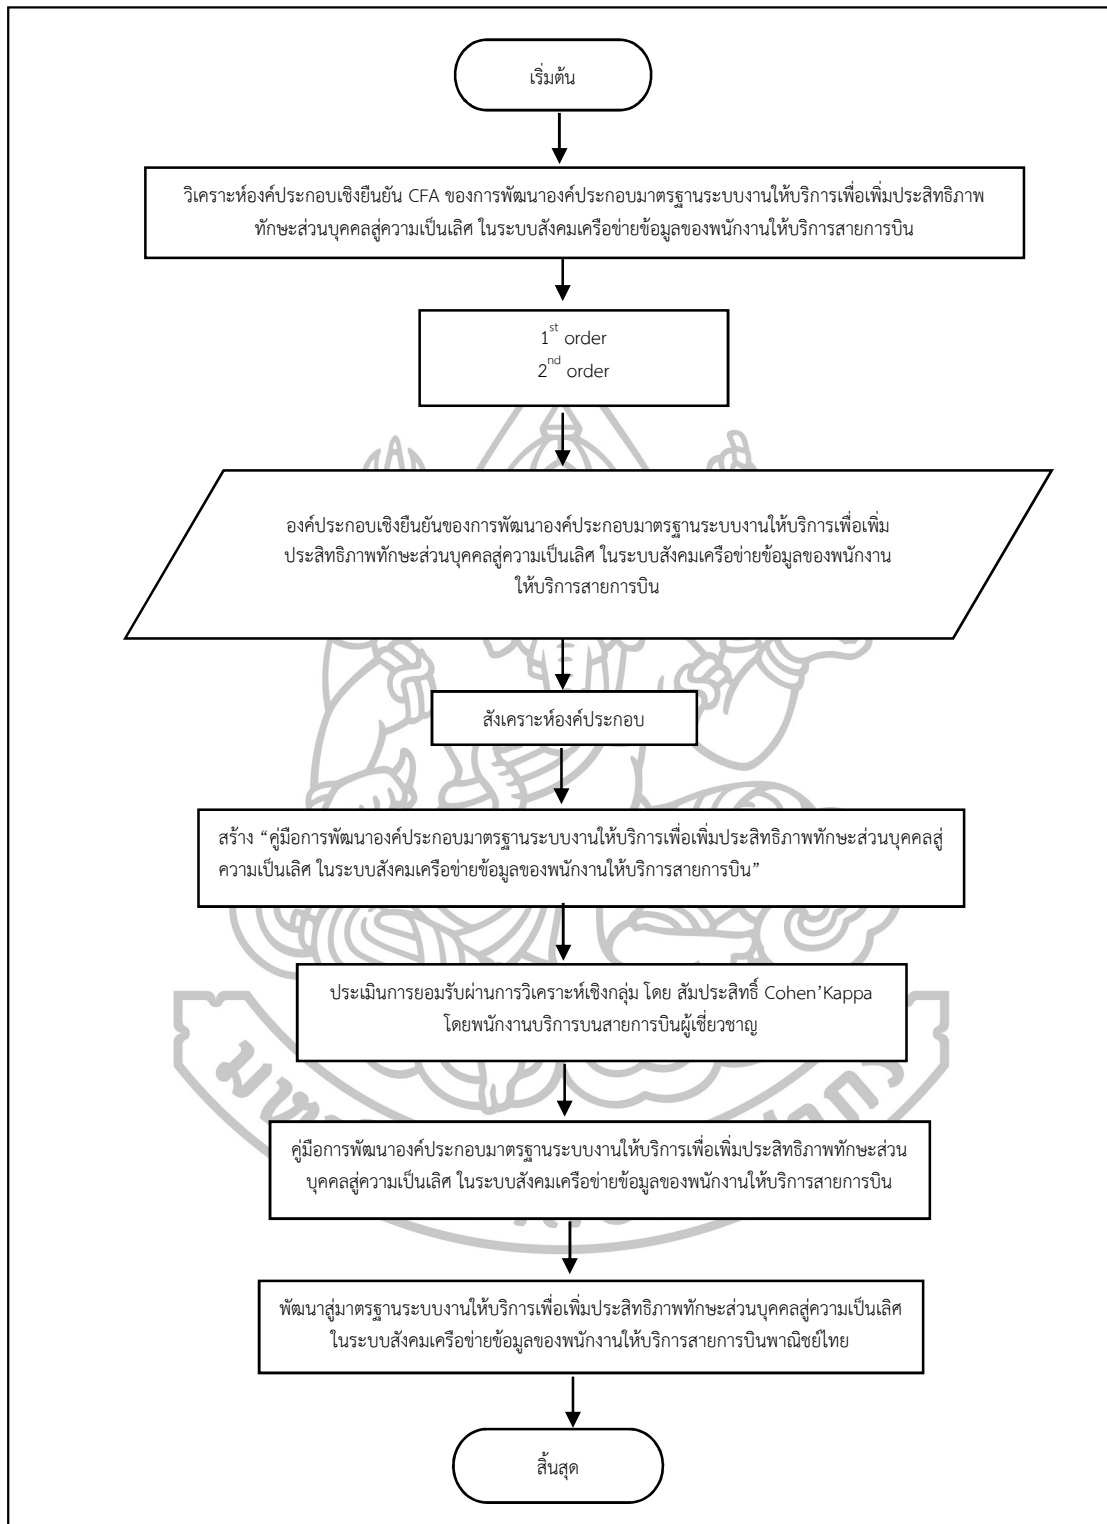 เริ่มต้น
วิเคราะห์องค์ประกอบเชิงยืนยัน CFA ของการพัฒนาองค์ประกอบมาตรฐานระบบงานให้บริการเพื่อเพิ่มประสิทธิภาพ
ทักษะส่วนบุคคลสู่ความเป็นเลิศ ในระบบสังคมเครือข่ายข้อมูลของพนักงานให้บริการสายการบิน
1st order
2nd order
องค์ประกอบเชิงยืนยันของการพัฒนาองค์ประกอบมาตรฐานระบบงานให้บริการเพื่อเพิ่ม
ประสิทธิภาพทักษะส่วนบุคคลสู่ความเป็นเลิศ ในระบบสังคมเครือข่ายข้อมูลของพนักงาน
ให้บริการสายการบิน
สังเคราะห์องค์ประกอบ
สร้าง “คู่มือการพัฒนาองค์ประกอบมาตรฐานระบบงานให้บริการเพื่อเพิ่มประสิทธิภาพทักษะส่วนบุคคลสู่
ความเป็นเลิศ ในระบบสังคมเครือข่ายข้อมูลของพนักงานให้บริการสายการบิน”
ประเมินการยอมรับผ่านการวิเคราะห์เชิงกลุ่ม โดย สัมประสิทธิ์ Cohen’Kappa
โดยพนักงานบริการบนสายการบินผู้เชี่ยวชาญ
คู่มือการพัฒนาองค์ประกอบมาตรฐานระบบงานให้บริการเพื่อเพิ่มประสิทธิภาพทักษะส่วน
บุคคลสู่ความเป็นเลิศ ในระบบสังคมเครือข่ายข้อมูลของพนักงานให้บริการสายการบิน
พัฒนาสู่มาตรฐานระบบงานให้บริการเพื่อเพิ่มประสิทธิภาพทักษะส่วนบุคคลสู่ความเป็นเลิศ
ในระบบสังคมเครือข่ายข้อมูลของพนักงานให้บริการสายการบินพาณิชย์ไทย
สิ้นสุด